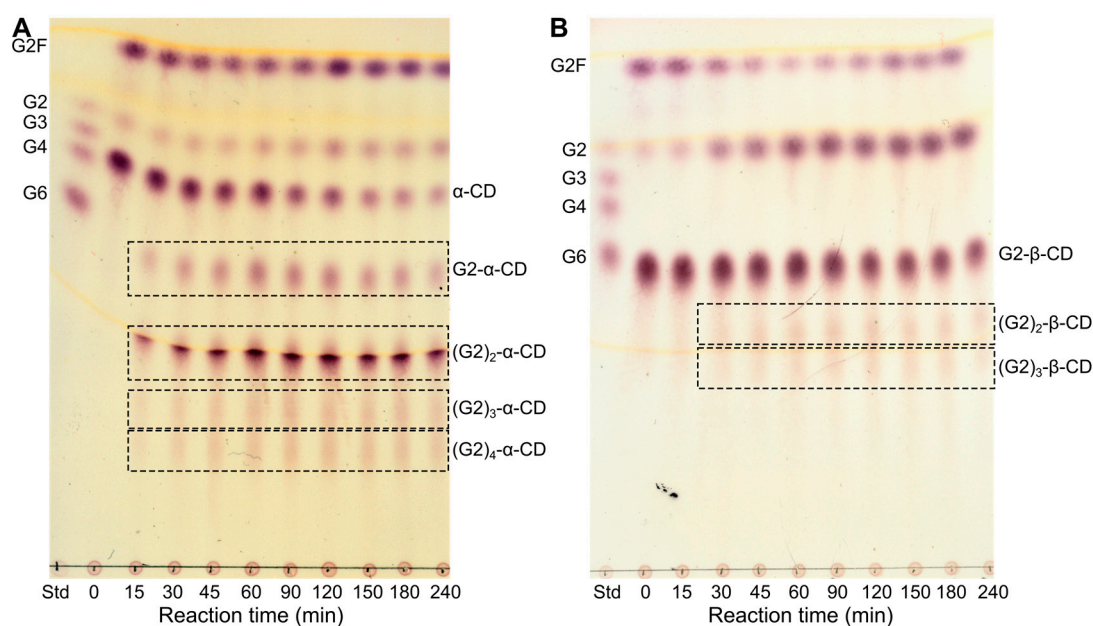 A
G2F
G2
G3
G4
G6
α-CD
G2-α-CD
(G2)2-α-CD
(G2)3-α-CD
(G2)4-α-CD
Std 0 15 30 45 60 90 120 150 180 240
Reaction time (min)
B
G2F
G2
G3
G4
G6
G2-β-CD
(G2)2-β-CD
(G2)3-β-CD
Std 0 15 30 45 60 90 120 150 180 240
Reaction time (min)